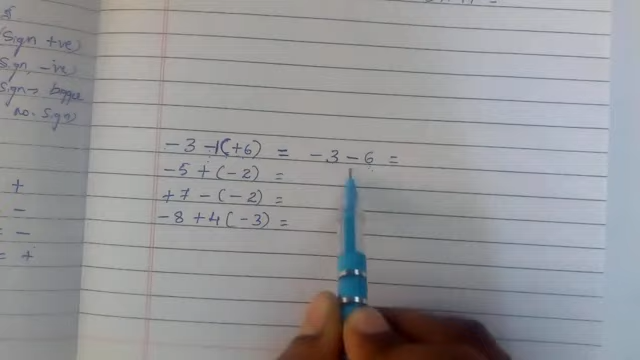 (Sign +ve)
Sign -ve)
Sign → bigger
no. sign)
+
-
= -
= +
-3 -1(+6) = -3 - 6 =
-5 + (-2) =
+7 - (-2) =
-8 + 4(-3) =